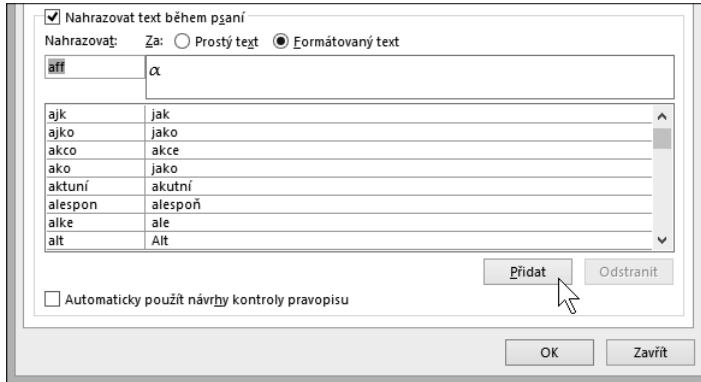 Nahrazovat text během psaní
Nahrazovat: Za: Prostý text Formátovaný text
aff α
ajk jak
ajko jako
akco akce
ako jako
aktuní akutní
alespon alespoň
alke ale
alt Alt
Přidat Odstranit
Automaticky použít návrhy kontroly pravopisu
OK Zavřít